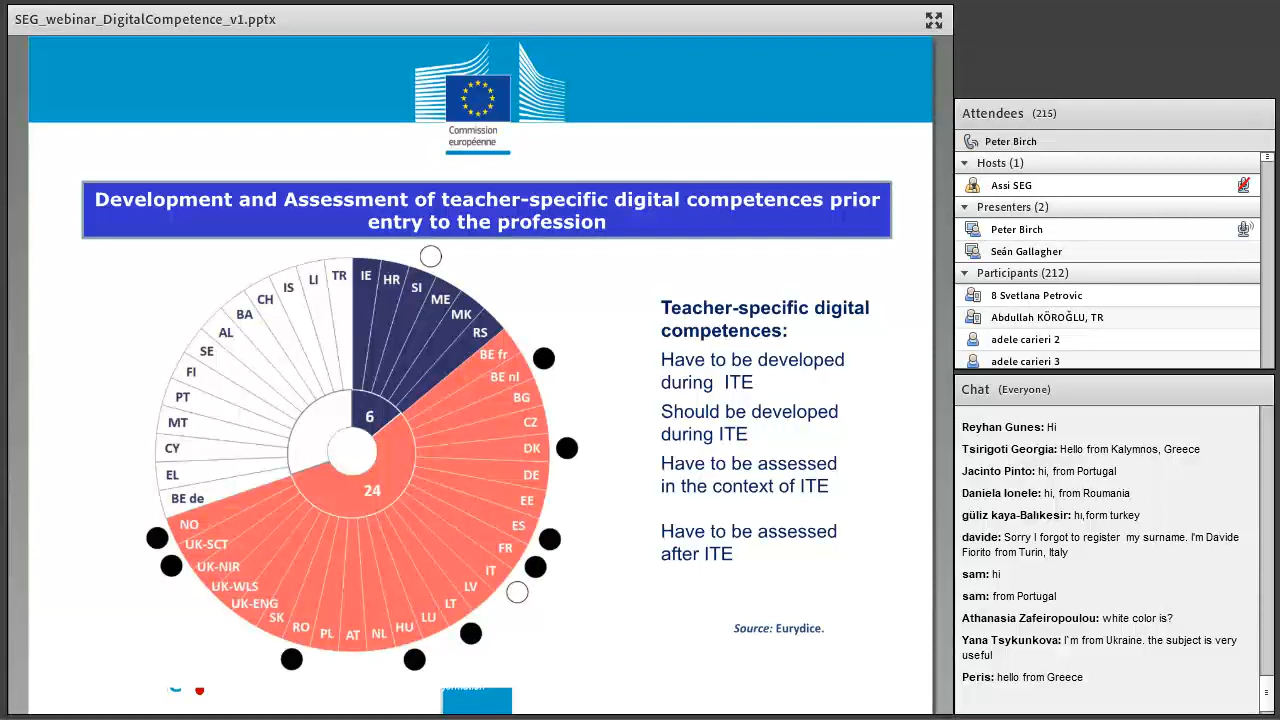 SEG_webinar_DigitalCompetence_v1.pptx
Commission
européenne
Development and Assessment of teacher-specific digital competences prior
entry to the profession
IE
HR
SI
ME
MK
RS
BE fr
BE nl
BG
CZ
DK
DE
EE
ES
FR
IT
LV
LT
LU
HU
NL
AT
PL
RO
SK
UK-ENG
UK-WLS
UK-NIR
UK-SCT
NO
BE de
EL
CY
MT
PT
FI
SE
AL
BA
CH
IS
LI
TR
6
24
Teacher-specific digital
competences:
Have to be developed
during ITE
Should be developed
during ITE
Have to be assessed
in the context of ITE
Have to be assessed
after ITE
Source: Eurydice.
Attendees (215)
Peter Birch
Hosts (1)
Assi SEG
Presenters (2)
Peter Birch
Seán Gallagher
Participants (212)
8 Svetlana Petrovic
Abdullah KÖROĞLU, TR
adele carieri 2
adele carieri 3
Chat (Everyone)
Reyhan Gunes: Hi
Tsirigoti Georgia: Hello from Kalymnos, Greece
Jacinto Pinto: hi, from Portugal
Daniela Ionele: hi, from Roumania
güliz kaya-Balıkesir: hi,form turkey
davide: Sorry I forgot to register my surname. I'm Davide
Fiorito from Turin, Italy
sam: hi
sam: from Portugal
Athanasia Zafeiropoulou: white color is?
Yana Tsykunkova: I`m from Ukraine. the subject is very
useful
Peris: hello from Greece